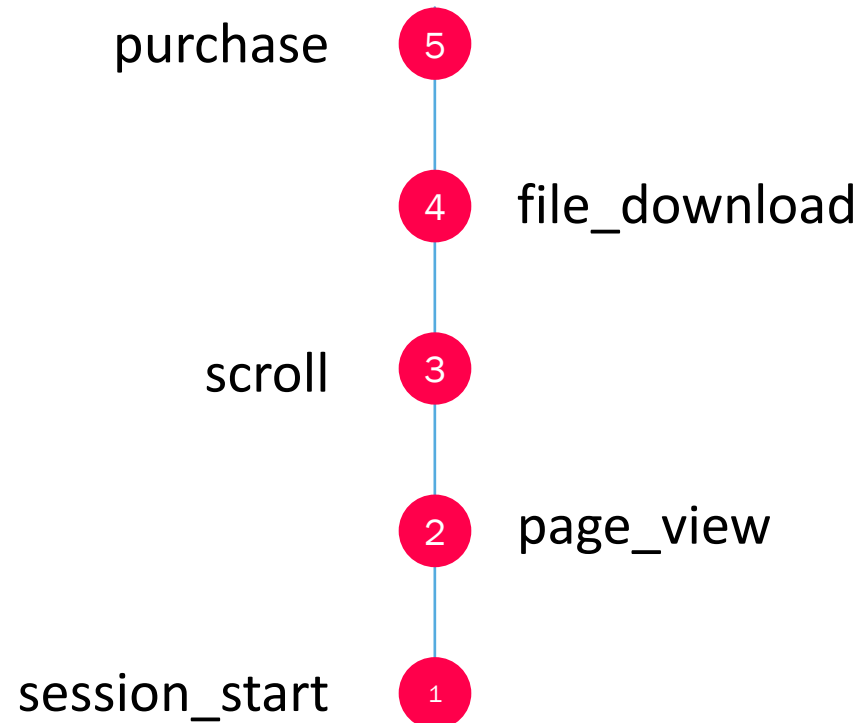 purchase 5
4 file_download
scroll 3
2 page_view
session_start 1